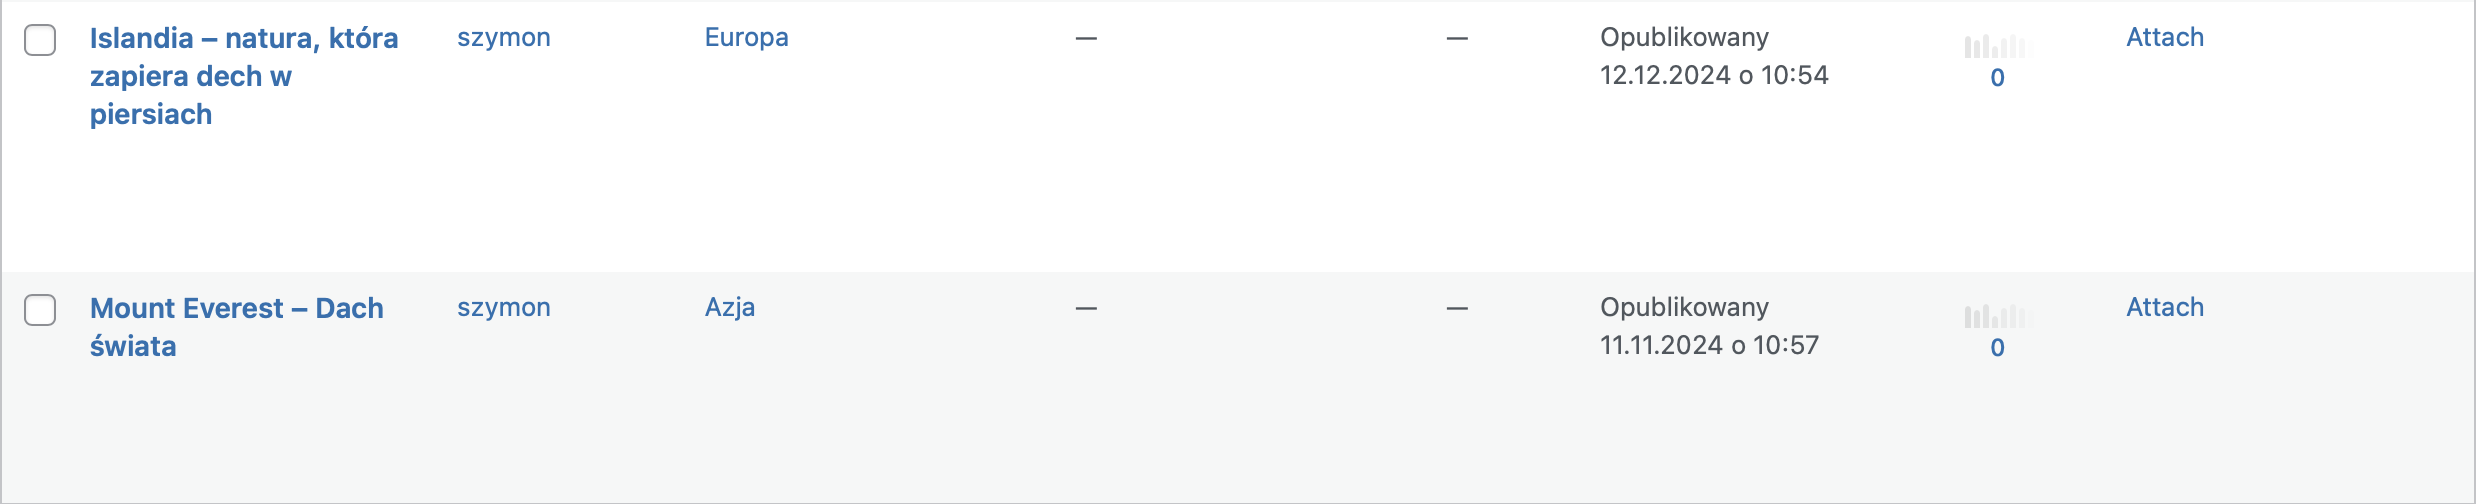 Islandia – natura, która
zapiera dech w
piersiach
szymon
Europa
—
—
Opublikowany
12.12.2024 o 10:54
0
Attach
Mount Everest – Dach
świata
szymon
Azja
—
—
Opublikowany
11.11.2024 o 10:57
0
Attach